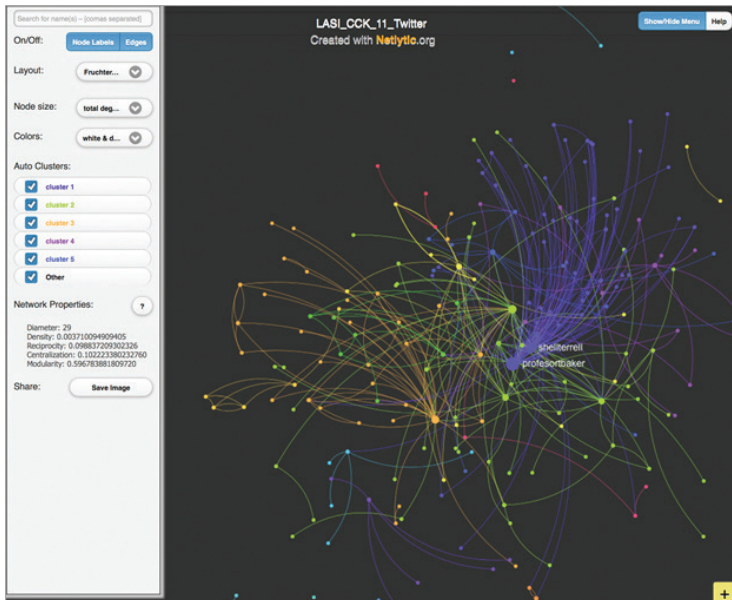 Search for name(s) – [comas separated]
On/Off:
Node Labels
Edges
Layout:
Fruchter...
Node size:
total deg...
Colors:
white & d...
Auto Clusters:
cluster 1
cluster 2
cluster 3
cluster 4
cluster 5
Other
Network Properties:
?
Diameter: 29
Density: 0.003710094909405
Reciprocity: 0.098837209302326
Centralization: 0.102223380232760
Modularity: 0.596783881809720
Share:
Save Image
LASI_CCK_11_Twitter
Created with Netlytic.org
Show/Hide Menu
Help
shellterrell
profesortbaker
+